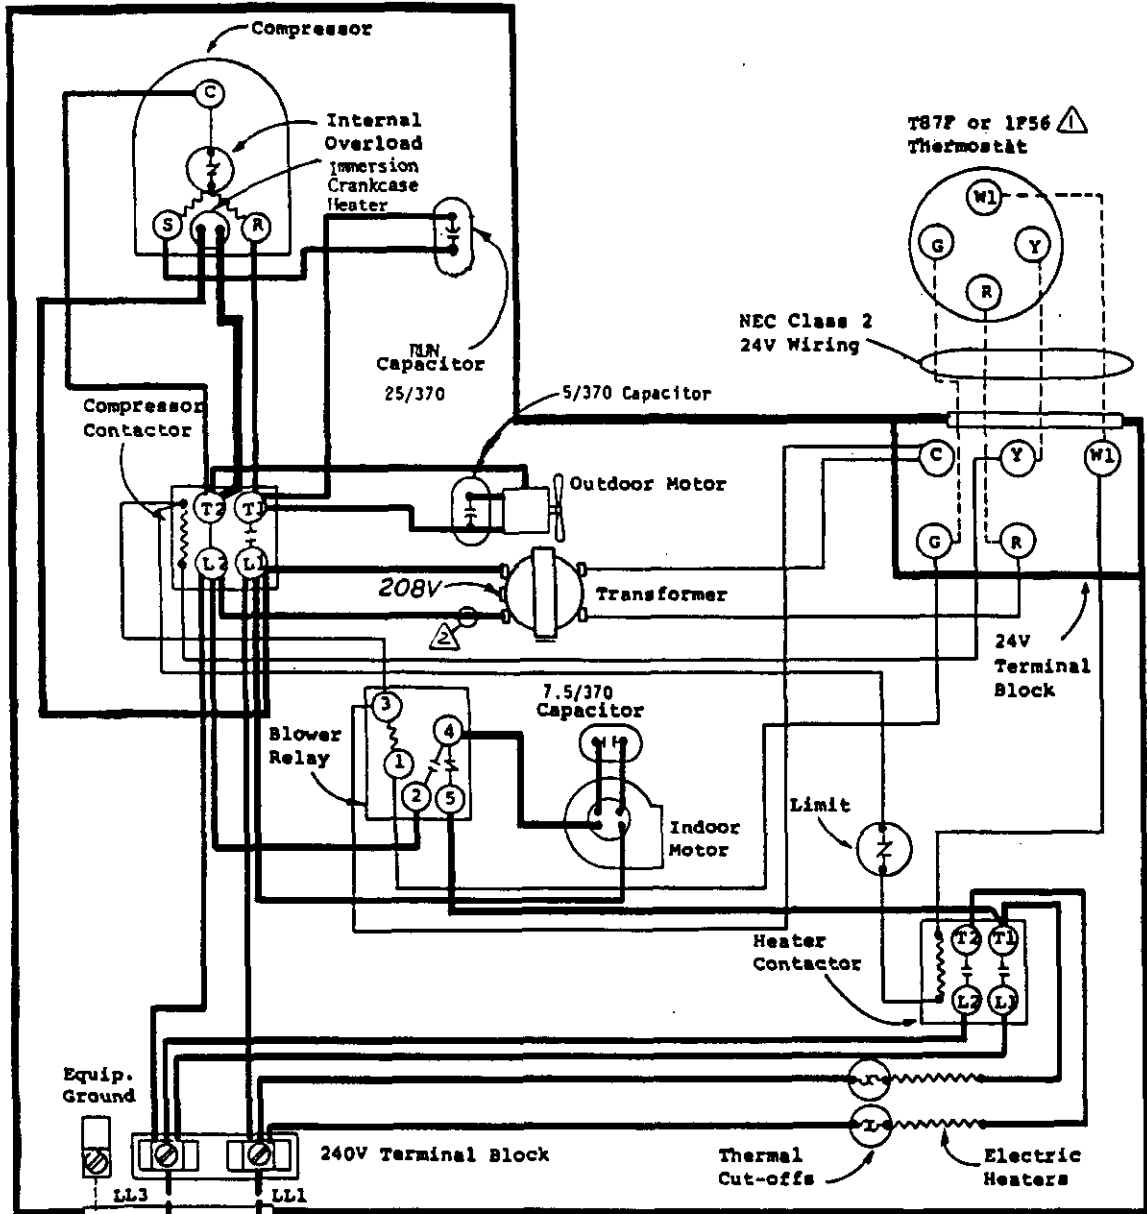 Compressor
C
Internal
Overload
Immersion
Crankcase
Heater
S
R
T87F or 1F56 1
Thermostat
W1
G
Y
R
NEC Class 2
24V Wiring
RUN
Capacitor
25/370
5/370 Capacitor
Compressor
Contactor
C
Y
W1
T2
T1
Outdoor Motor
G
R
L2
L1
208V
Transformer
2
24V
Terminal
Block
7.5/370
Capacitor
3
4
Blower
Relay
1
2
5
Limit
Indoor
Motor
Heater
Contactor
T2
T1
L2
L1
Equip.
Ground
240V Terminal Block
Thermal
Cut-offs
Electric
Heaters
LL3
LL1